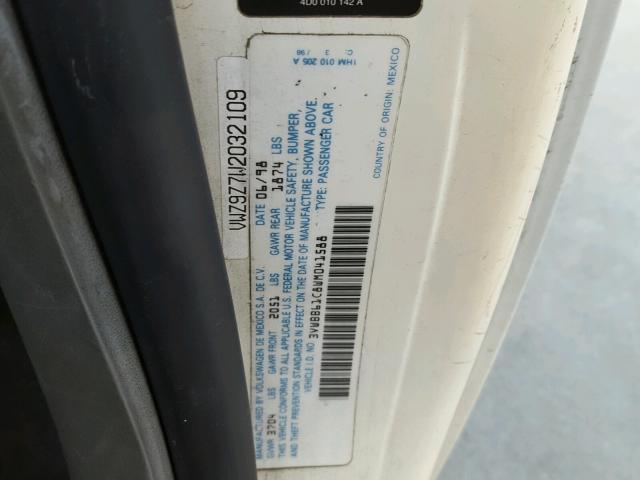 4D0 010 142 A
VWZ9Z7W2032109
1HM 010 205 A
MANUFACTURED BY VOLKSWAGEN DE MEXICO S.A. DE C.V. DATE 06/98
GVWR 3704 LBS GAWR FRONT 2051 LBS GAWR REAR 1874 LBS
THIS VEHICLE CONFORMS TO ALL APPLICABLE U.S. FEDERAL MOTOR VEHICLE SAFETY, BUMPER,
AND THEFT PREVENTION STANDARDS IN EFFECT ON THE DATE OF MANUFACTURE SHOWN ABOVE.
VEHICLE I.D. NO. 3VWBB61C8WM041588 TYPE: PASSENGER CAR
COUNTRY OF ORIGIN: MEXICO